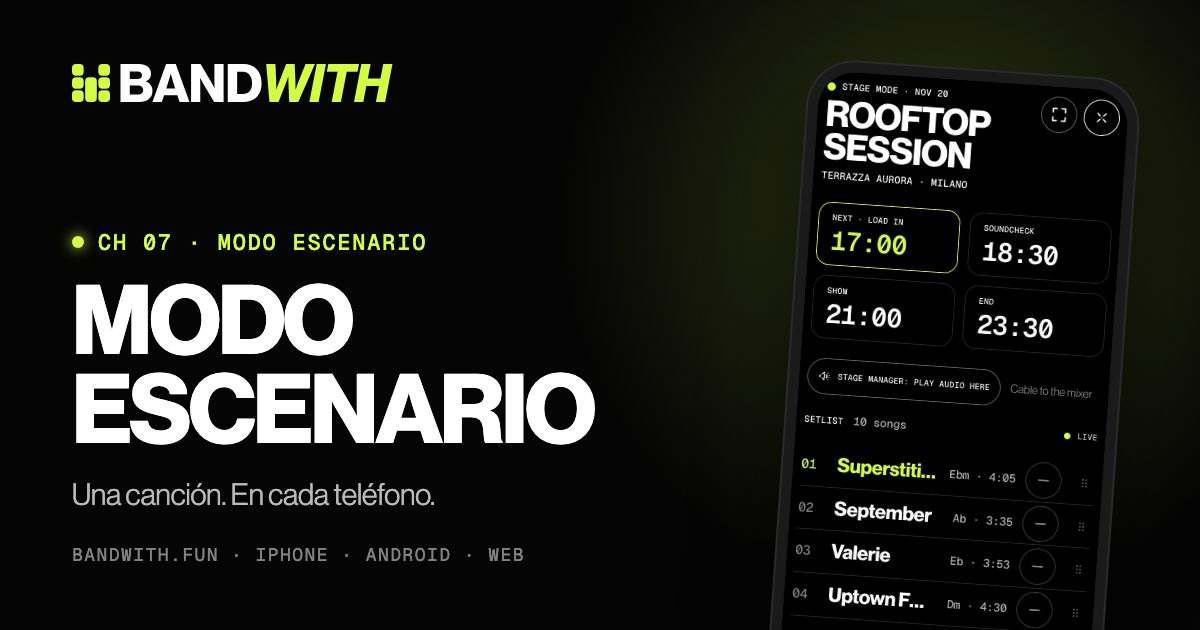 BANDWITH
CH 07 · MODO ESCENARIO
MODO
ESCENARIO
Una canción. En cada teléfono.
BANDWITH.FUN · IPHONE · ANDROID · WEB
STAGE MODE · NOV 20
ROOFTOP
SESSION
TERRAZZA AURORA · MILANO
NEXT · LOAD IN
17:00
SOUNDCHECK
18:30
SHOW
21:00
END
23:30
STAGE MANAGER: PLAY AUDIO HERE
Cable to the mixer
SETLIST 10 songs
LIVE
01 Superstiti... Ebm · 4:05
02 September Ab · 3:35
03 Valerie Eb · 3:53
04 Uptown F... Dm · 4:30